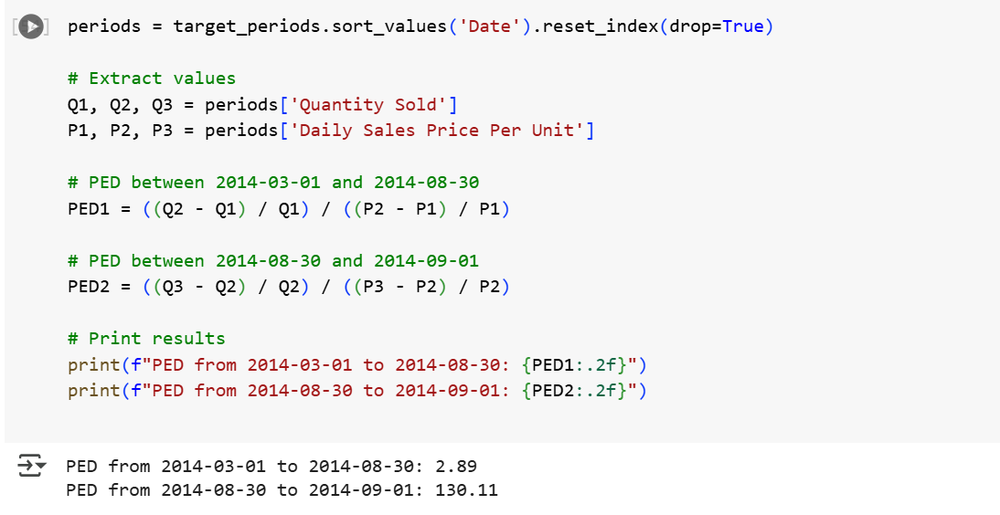 periods = target_periods.sort_values('Date').reset_index(drop=True)
# Extract values
Q1, Q2, Q3 = periods['Quantity Sold']
P1, P2, P3 = periods['Daily Sales Price Per Unit']
# PED between 2014-03-01 and 2014-08-30
PED1 = ((Q2 - Q1) / Q1) / ((P2 - P1) / P1)
# PED between 2014-08-30 and 2014-09-01
PED2 = ((Q3 - Q2) / Q2) / ((P3 - P2) / P2)
# Print results
print(f"PED from 2014-03-01 to 2014-08-30: {PED1:.2f}")
print(f"PED from 2014-08-30 to 2014-09-01: {PED2:.2f}")
PED from 2014-03-01 to 2014-08-30: 2.89
PED from 2014-08-30 to 2014-09-01: 130.11